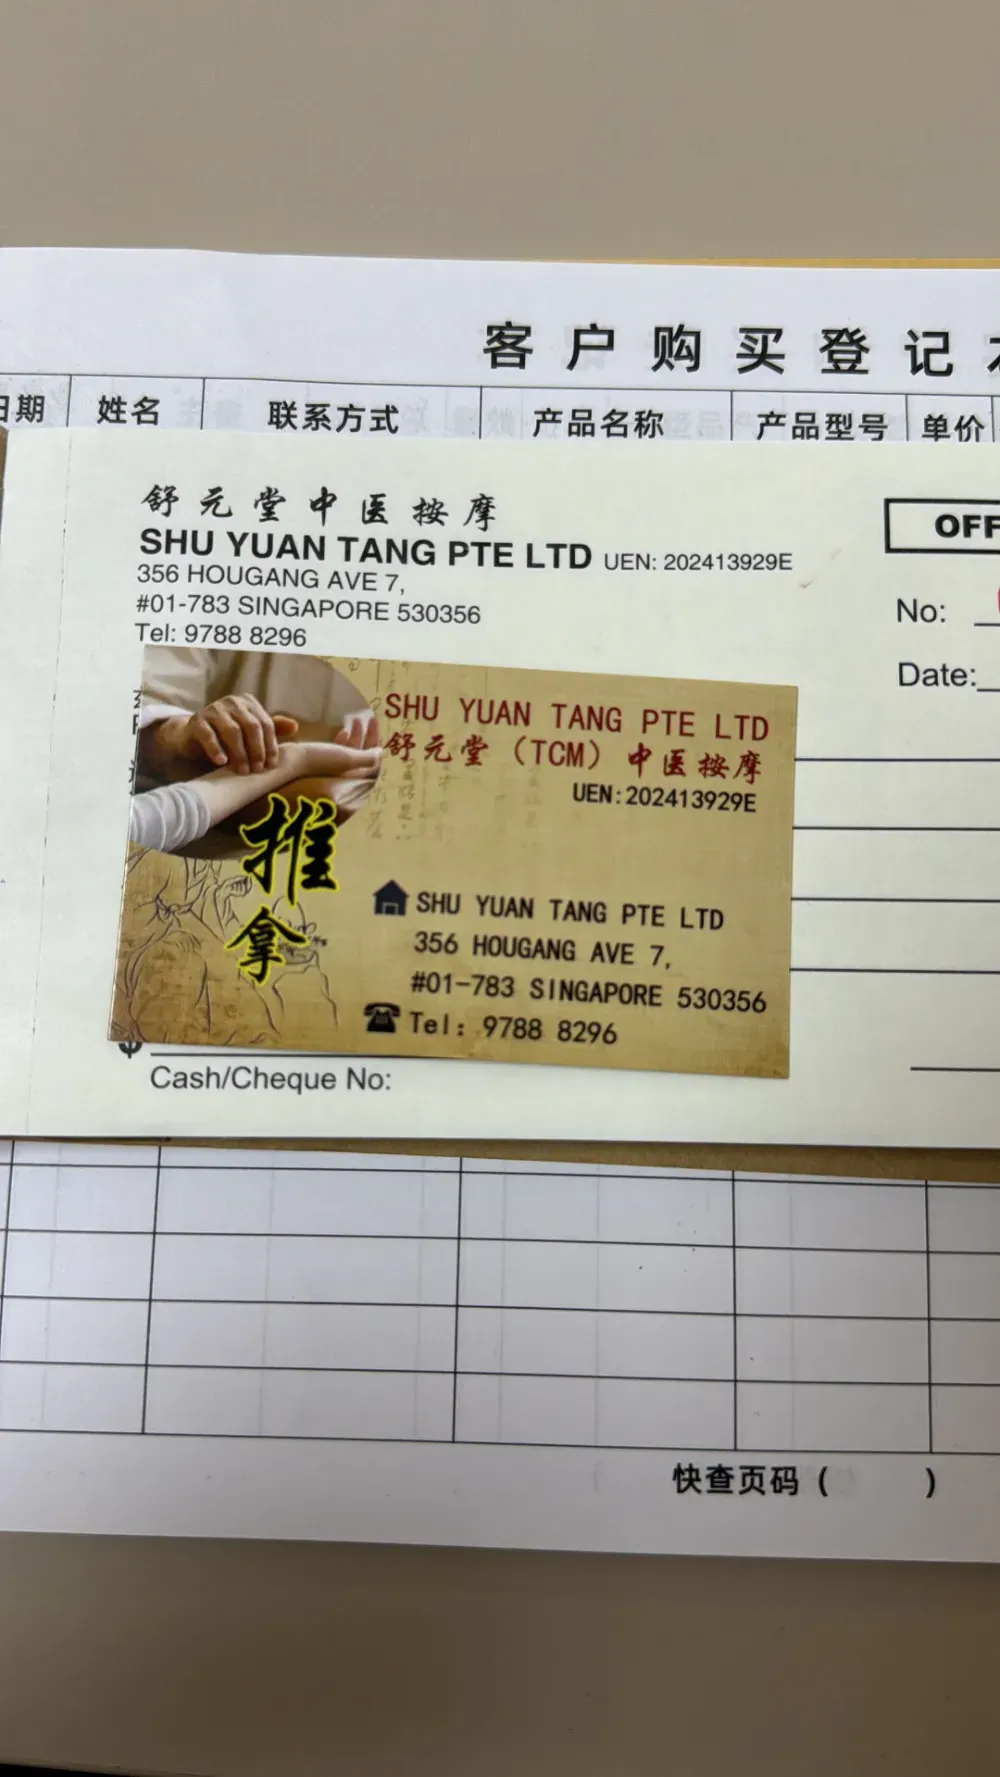 客户购买登记
日期 姓名 联系方式 产品名称 产品型号 单价
舒元堂中医按摩
SHU YUAN TANG PTE LTD UEN: 202413929E
356 HOUGANG AVE 7,
#01-783 SINGAPORE 530356
Tel: 9788 8296
No:
Date:
SHU YUAN TANG PTE LTD
舒元堂（TCM）中医按摩
UEN:202413929E
推
拿
SHU YUAN TANG PTE LTD
356 HOUGANG AVE 7,
#01-783 SINGAPORE 530356
Tel: 9788 8296
$
Cash/Cheque No:
快查页码 ( )